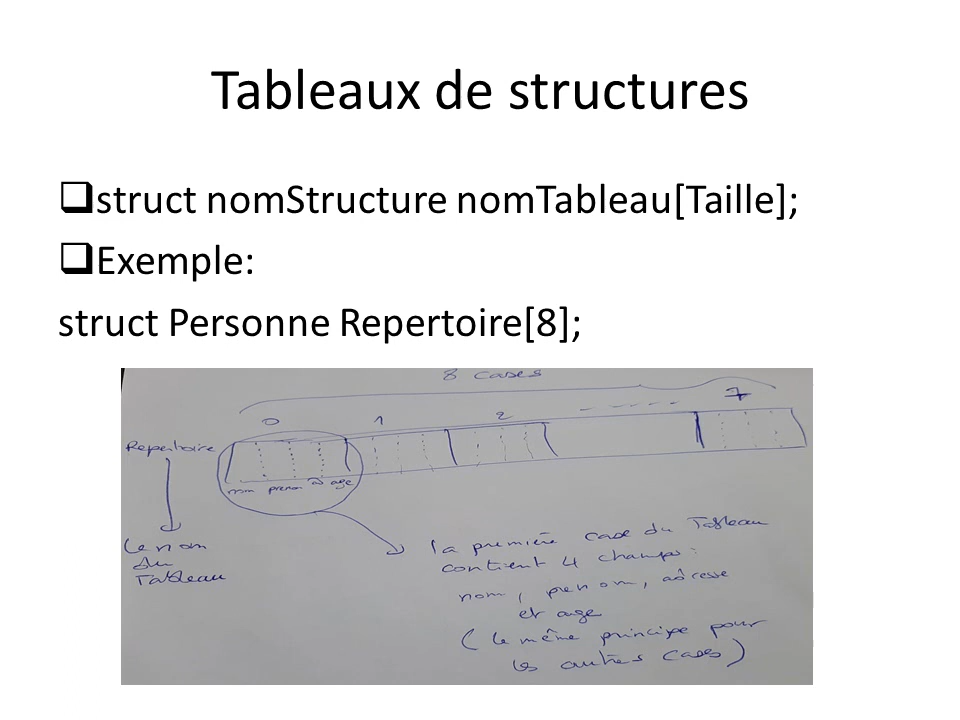 Tableaux de structures
struct nomStructure nomTableau[Taille];
Exemple:
struct Personne Repertoire[8];
8 cases
0 1 2 7
Repertoire
nom prenom ad age
Le nom
du
Tableau
la première case du Tableau
contient 4 champs:
nom, prenom, adresse
et age
(le même principe pour
les autres cases)